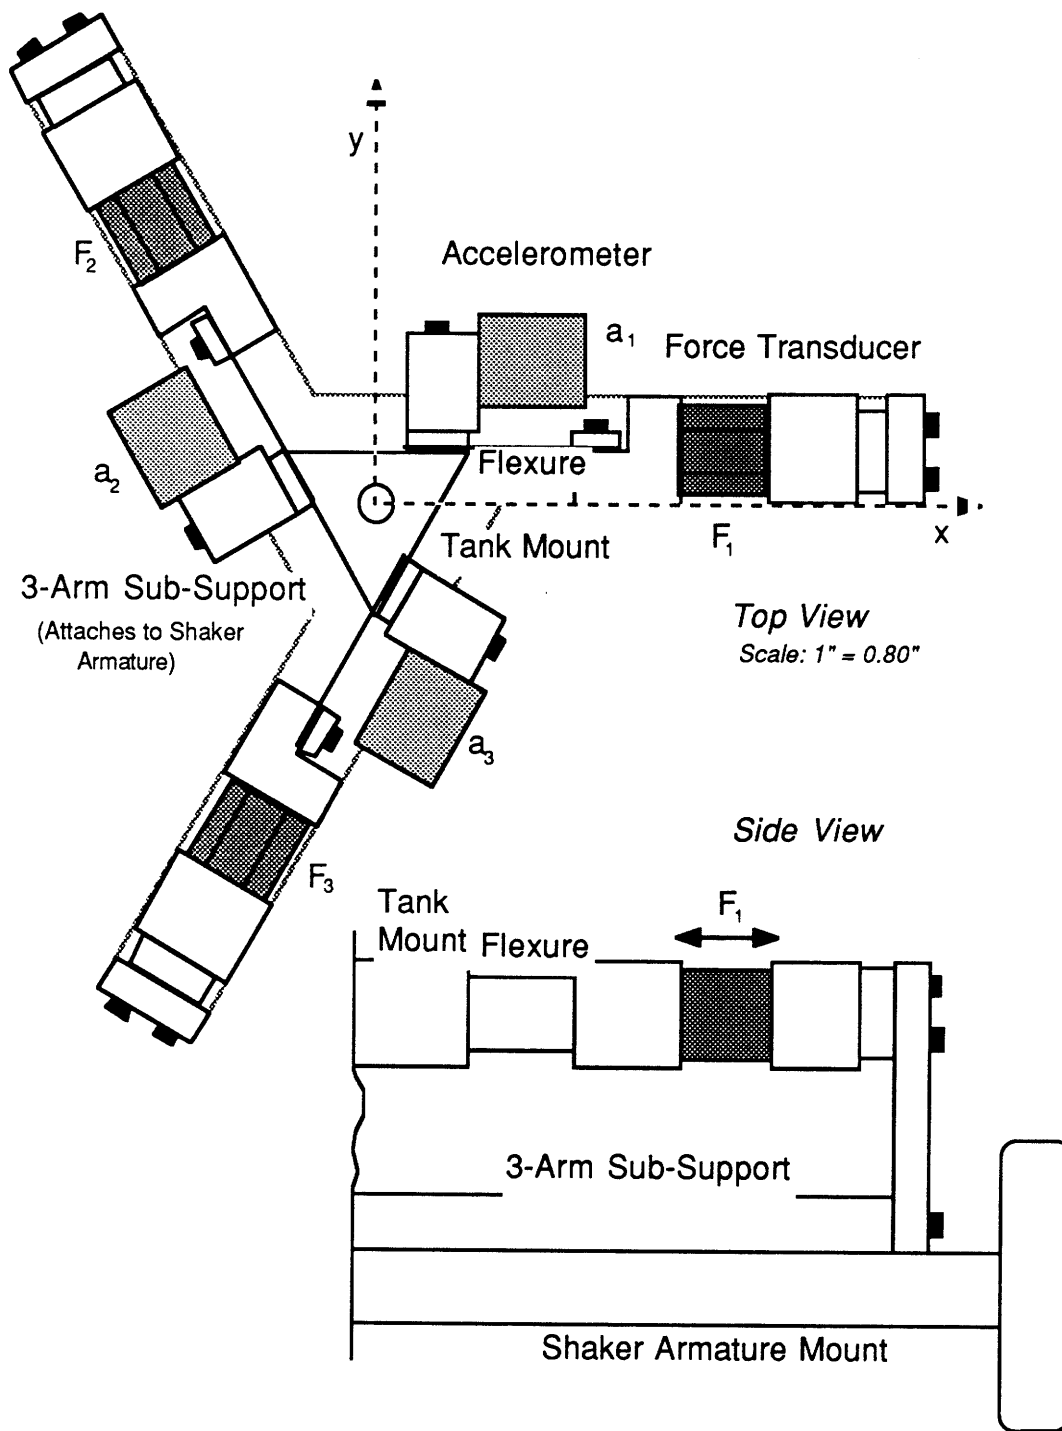 y
F2
Accelerometer
a1
Force Transducer
a2
Flexure
F1
x
Tank Mount
3-Arm Sub-Support
(Attaches to Shaker
Armature)
Top View
Scale: 1" = 0.80"
a3
Side View
F3
Tank
Mount
Flexure
F1
3-Arm Sub-Support
Shaker Armature Mount